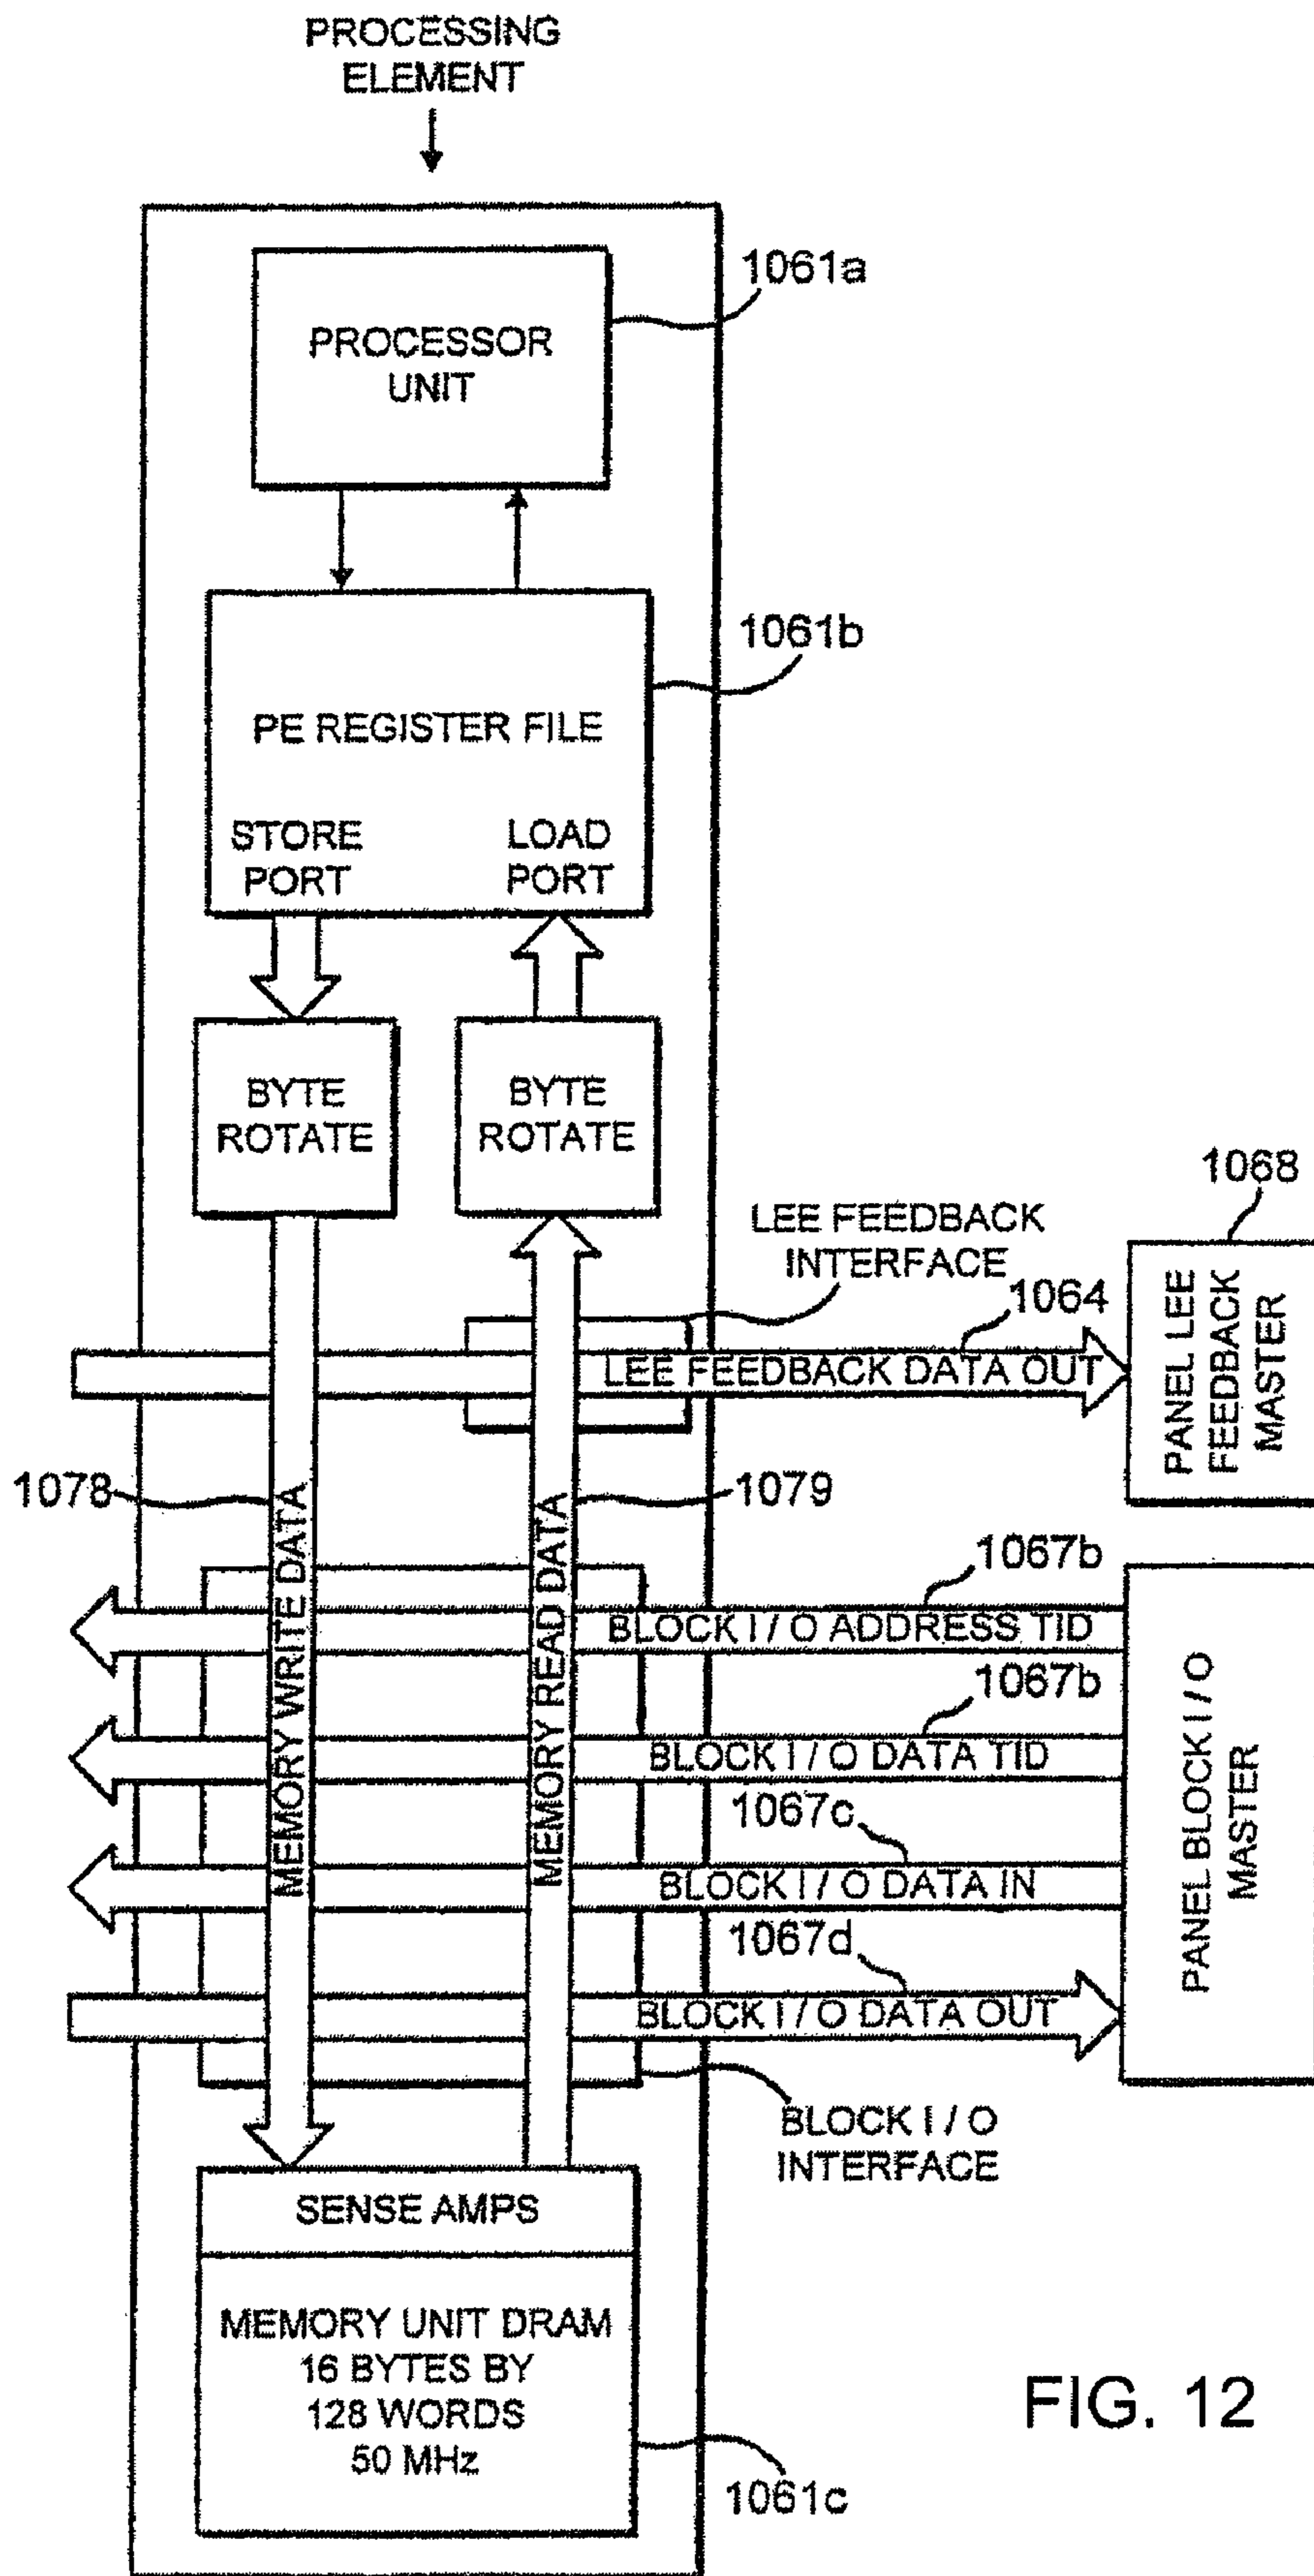 PROCESSING
ELEMENT
1061a
PROCESSOR
UNIT
1061b
PE REGISTER FILE
STORE
PORT
LOAD
PORT
BYTE
ROTATE
BYTE
ROTATE
1068
LEE FEEDBACK
INTERFACE
1064
LEE FEEDBACK DATA OUT
PANEL LEE
FEEDBACK
MASTER
1078
MEMORY WRITE DATA
1079
MEMORY READ DATA
1067b
BLOCK I / O ADDRESS TID
1067b
BLOCK I / O DATA TID
1067c
BLOCK I / O DATA IN
1067d
BLOCK I / O DATA OUT
PANEL BLOCK I / O
MASTER
BLOCK I / O
INTERFACE
SENSE AMPS
MEMORY UNIT DRAM
16 BYTES BY
128 WORDS
50 MHz
1061c
FIG. 12